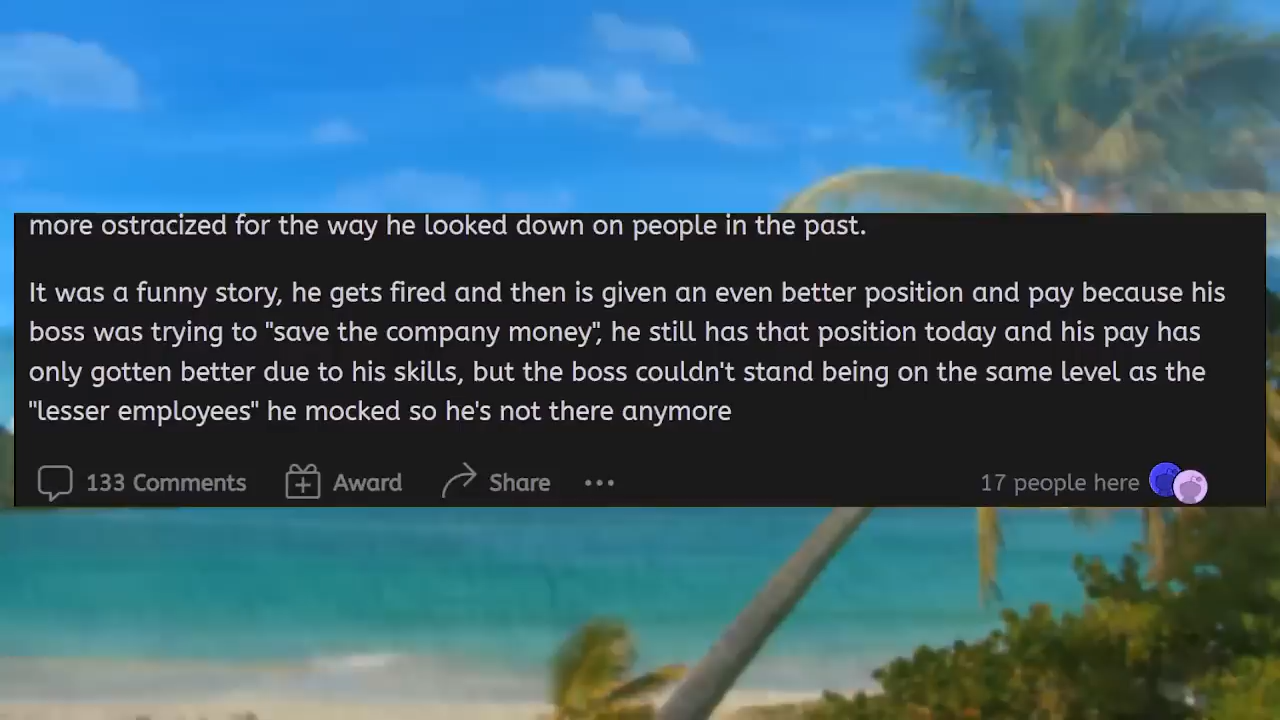 more ostracized for the way he looked down on people in the past.
It was a funny story, he gets fired and then is given an even better position and pay because his
boss was trying to "save the company money", he still has that position today and his pay has
only gotten better due to his skills, but the boss couldn't stand being on the same level as the
"lesser employees" he mocked so he's not there anymore
133 Comments Award Share 17 people here